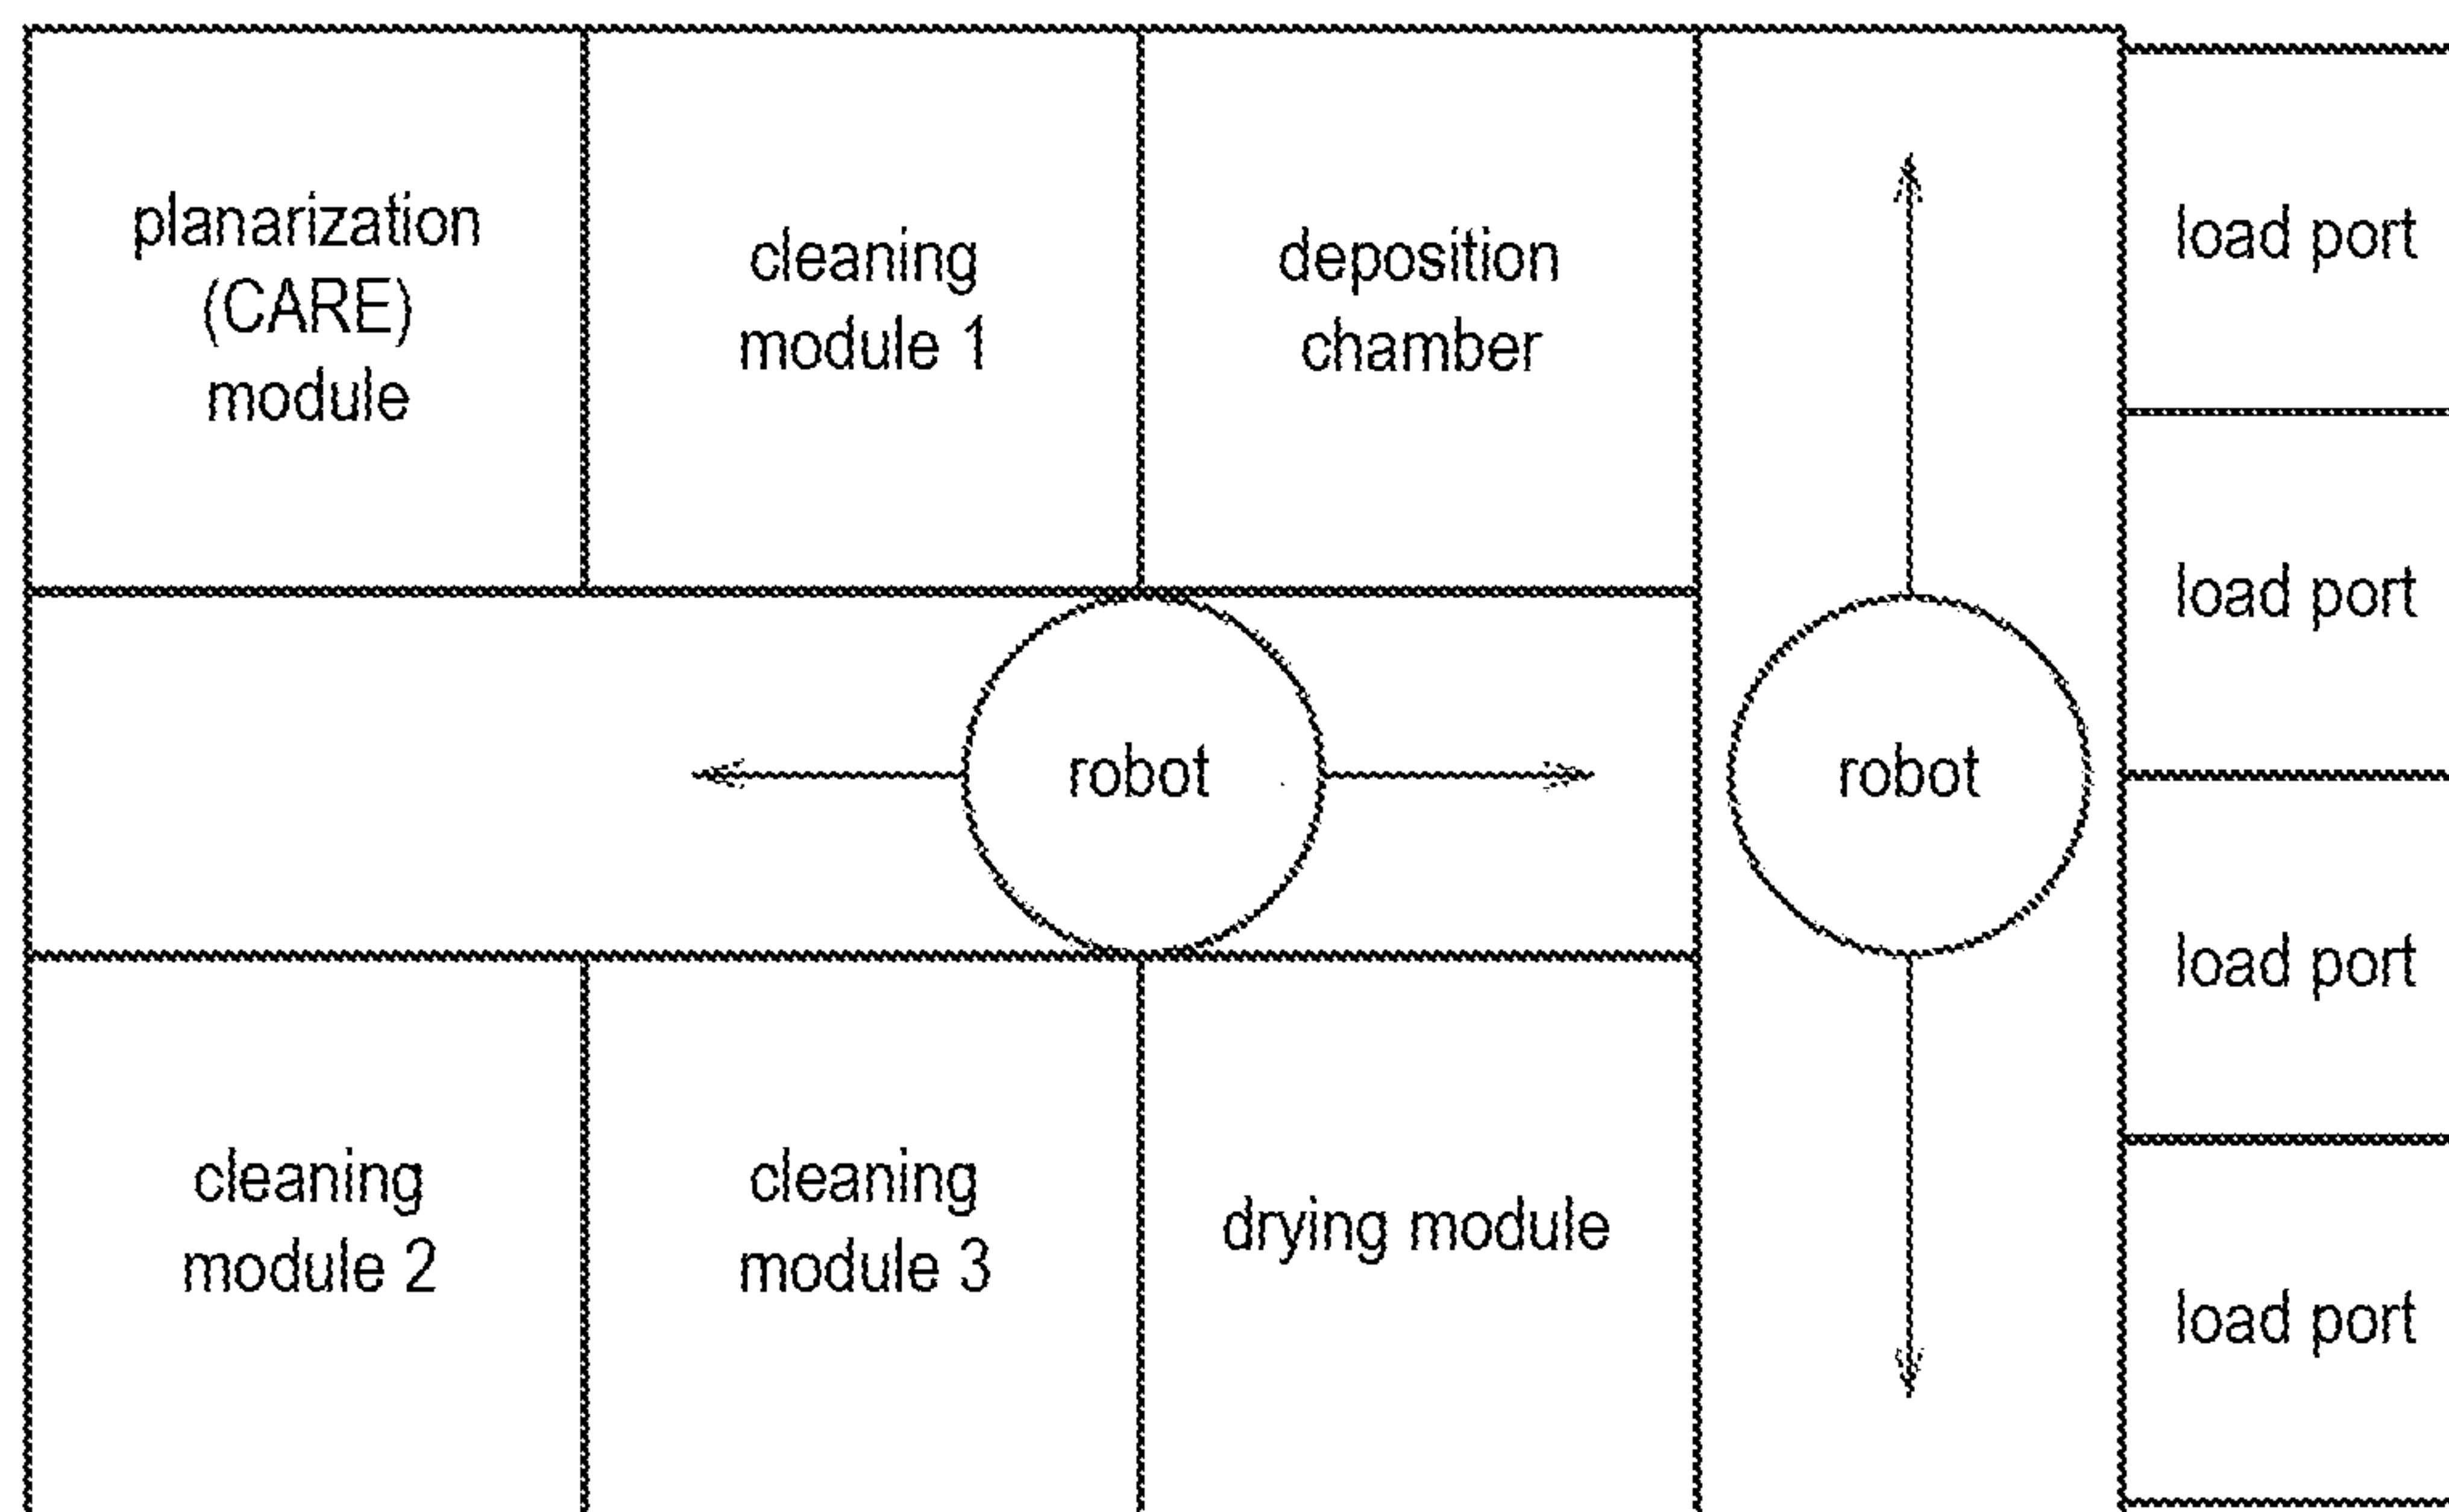 planarization
(CARE)
module
cleaning
module 1
deposition
chamber
load port
load port
robot
robot
load port
cleaning
module 2
cleaning
module 3
drying module
load port